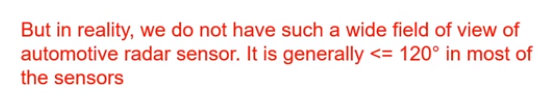 But in reality, we do not have such a wide field of view of
automotive radar sensor. It is generally <= 120° in most of
the sensors